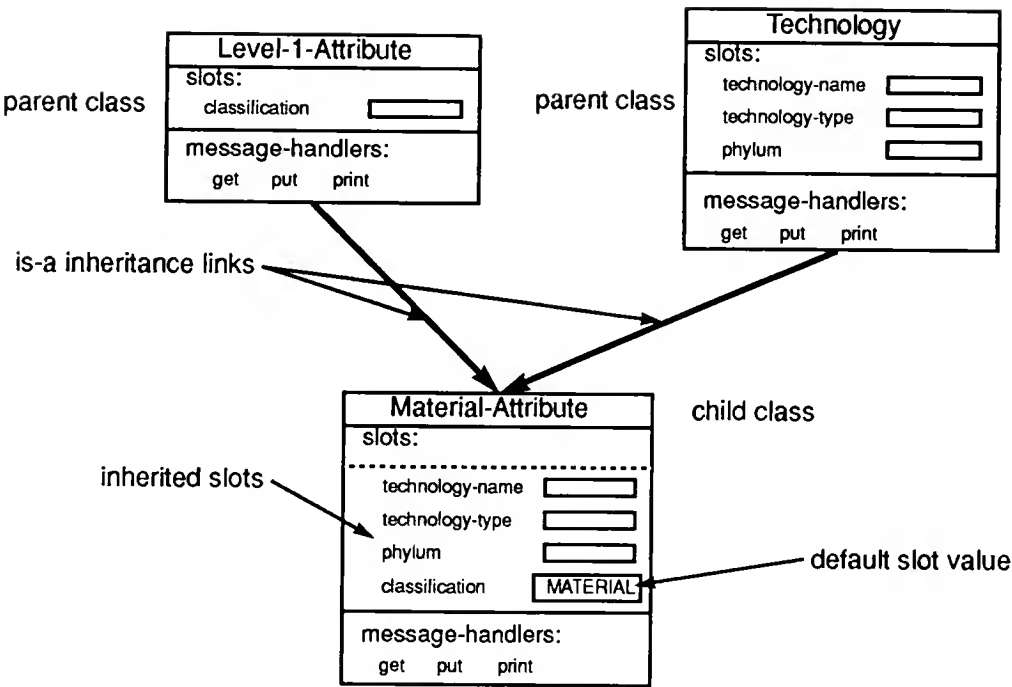 Level-1-Attribute
slots:
classilication
message-handlers:
get put print
parent class
Technology
slots:
technology-name
technology-type
phylum
message-handlers:
get put print
parent class
is-a inheritance links
Material-Attribute
slots:
technology-name
technology-type
phylum
classilication MATERIAL
message-handlers:
get put print
child class
inherited slots
default slot value